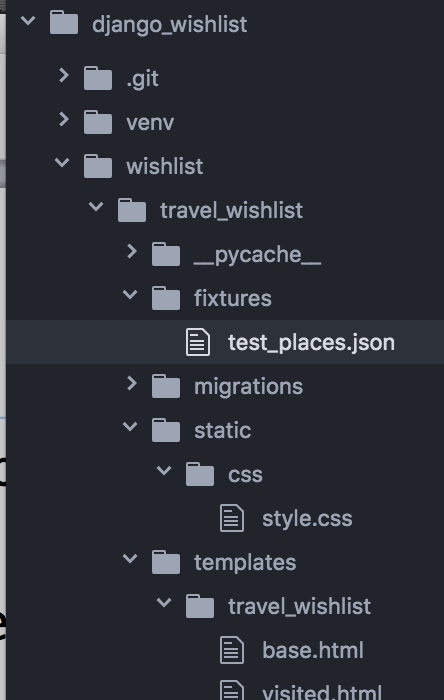 django_wishlist
.git
venv
wishlist
travel_wishlist
__pycache__
fixtures
test_places.json
migrations
static
css
style.css
templates
travel_wishlist
base.html
visited.html